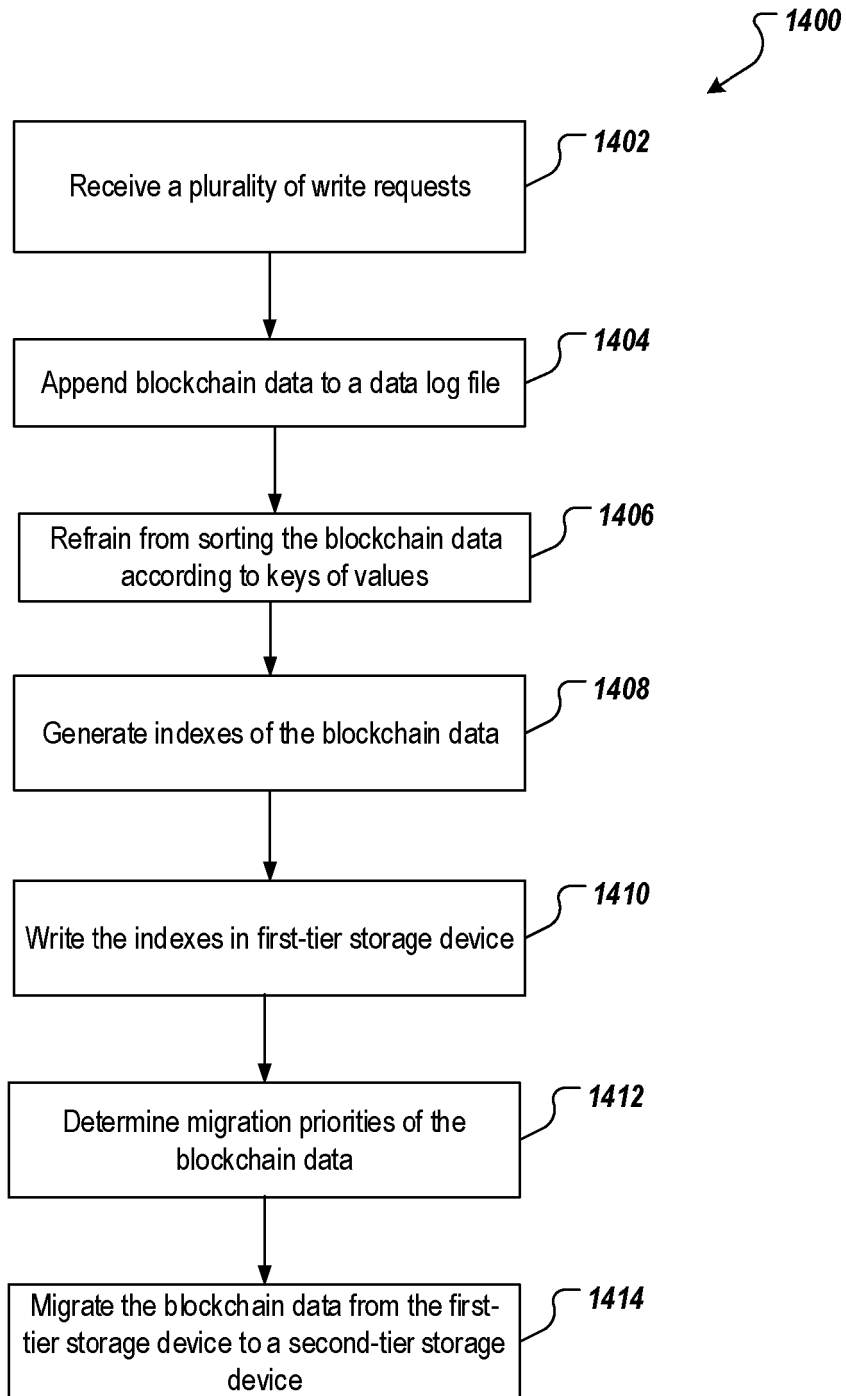 1400
1402
Receive a plurality of write requests
1404
Append blockchain data to a data log file
1406
Refrain from sorting the blockchain data
according to keys of values
1408
Generate indexes of the blockchain data
1410
Write the indexes in first-tier storage device
1412
Determine migration priorities of the
blockchain data
1414
Migrate the blockchain data from the first-
tier storage device to a second-tier storage
device